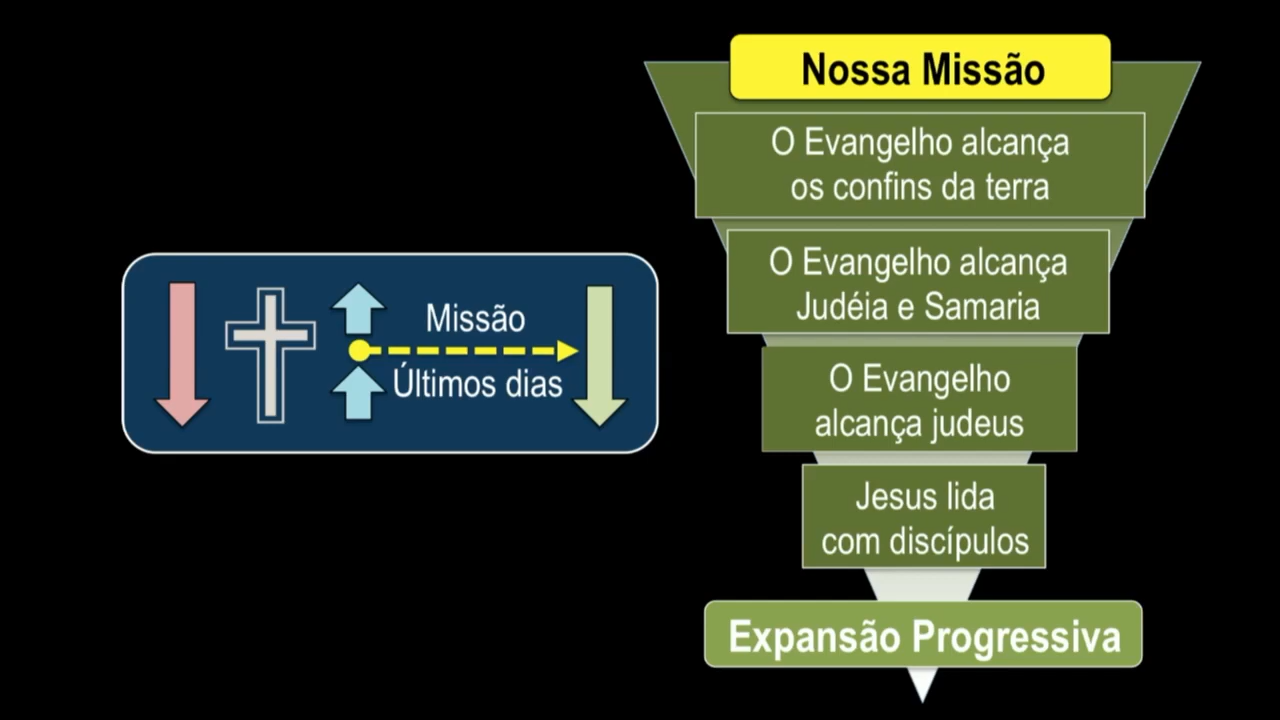 Nossa Missão
O Evangelho alcança
os confins da terra
O Evangelho alcança
Judéia e Samaria
O Evangelho
alcança judeus
Jesus lida
com discípulos
Expansão Progressiva
Missão
Últimos dias